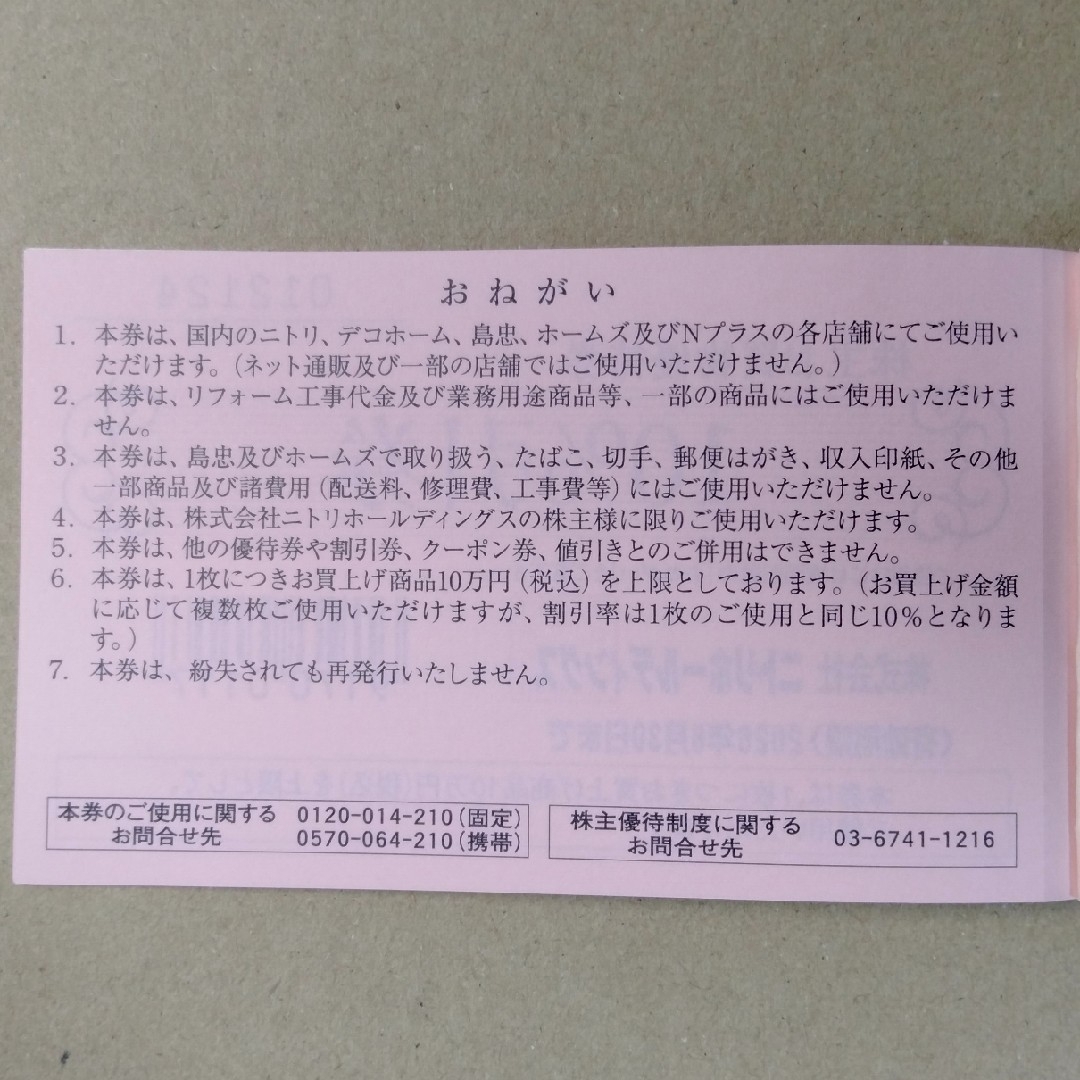 おねがい
1. 本券は、国内のニトリ、デコホーム、島忠、ホームズ及びNプラスの各店舗にてご使用い
ただけます。(ネット通販及び一部の店舗ではご使用いただけません。)
2. 本券は、リフォーム工事代金及び業務用途商品等、一部の商品にはご使用いただけま
せん。
3. 本券は、島忠及びホームズで取り扱う、たばこ、切手、郵便はがき、収入印紙、その他
一部商品及び諸費用(配送料、修理費、工事費等)にはご使用いただけません。
4. 本券は、株式会社ニトリホールディングスの株主様に限りご使用いただけます。
5. 本券は、他の優待券や割引券、クーポン券、値引きとのご併用はできません。
6. 本券は、1枚につきお買上げ商品10万円(税込)を上限としております。(お買上げ金額
に応じて複数枚ご使用いただけますが、割引率は1枚のご使用と同じ10%となりま
す。)
7. 本券は、紛失されても再発行いたしません。
本券のご使用に関する 0120-014-210(固定)
お問合せ先 0570-064-210(携帯)
株主優待制度に関する
お問合せ先
03-6741-1216